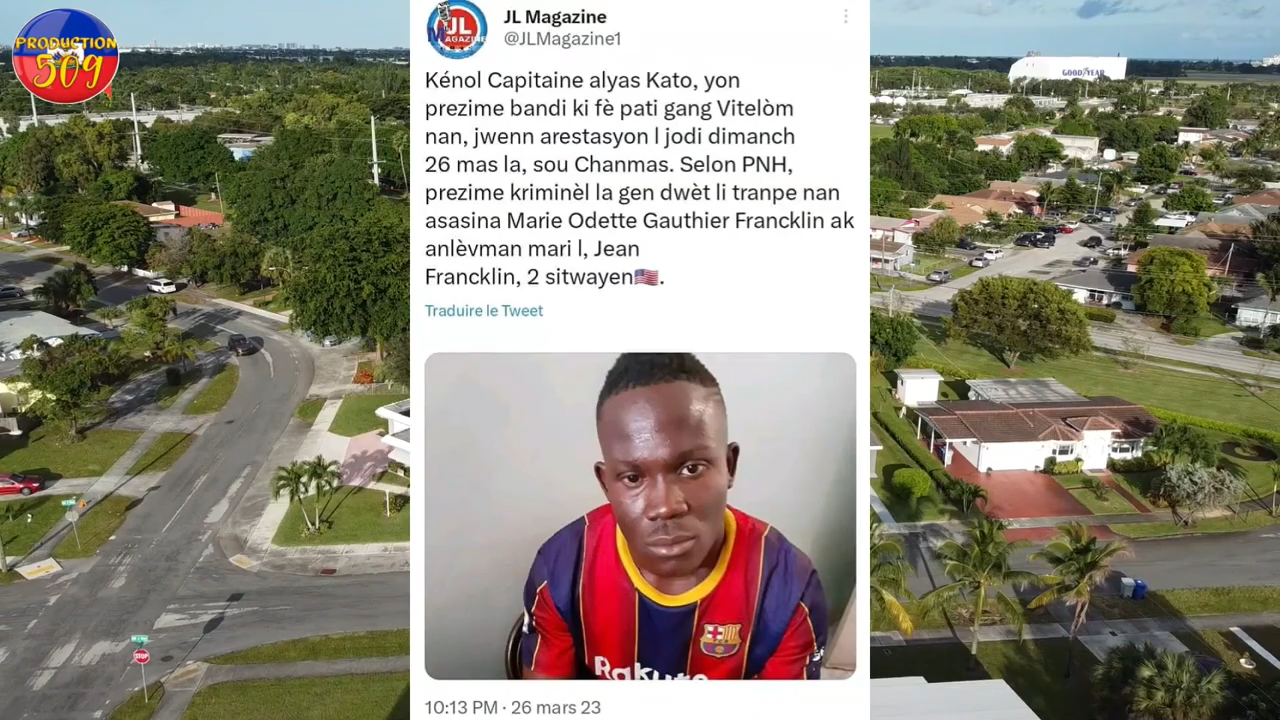 PRODUCTION
509
JL
MAGAZINE
JL Magazine
@JLMagazine1
Kénol Capitaine alyas Kato, yon
prezime bandi ki fè pati gang Vitelòm
nan, jwenn arestasyon l jodi dimanch
26 mas la, sou Chanmas. Selon PNH,
prezime kriminèl la gen dwèt li tranpe nan
asasina Marie Odette Gauthier Francklin ak
anlèvman mari l, Jean
Francklin, 2 sitwayen🇺🇸.
Traduire le Tweet
GOODYEAR
STOP
Rakute
10:13 PM · 26 mars 23